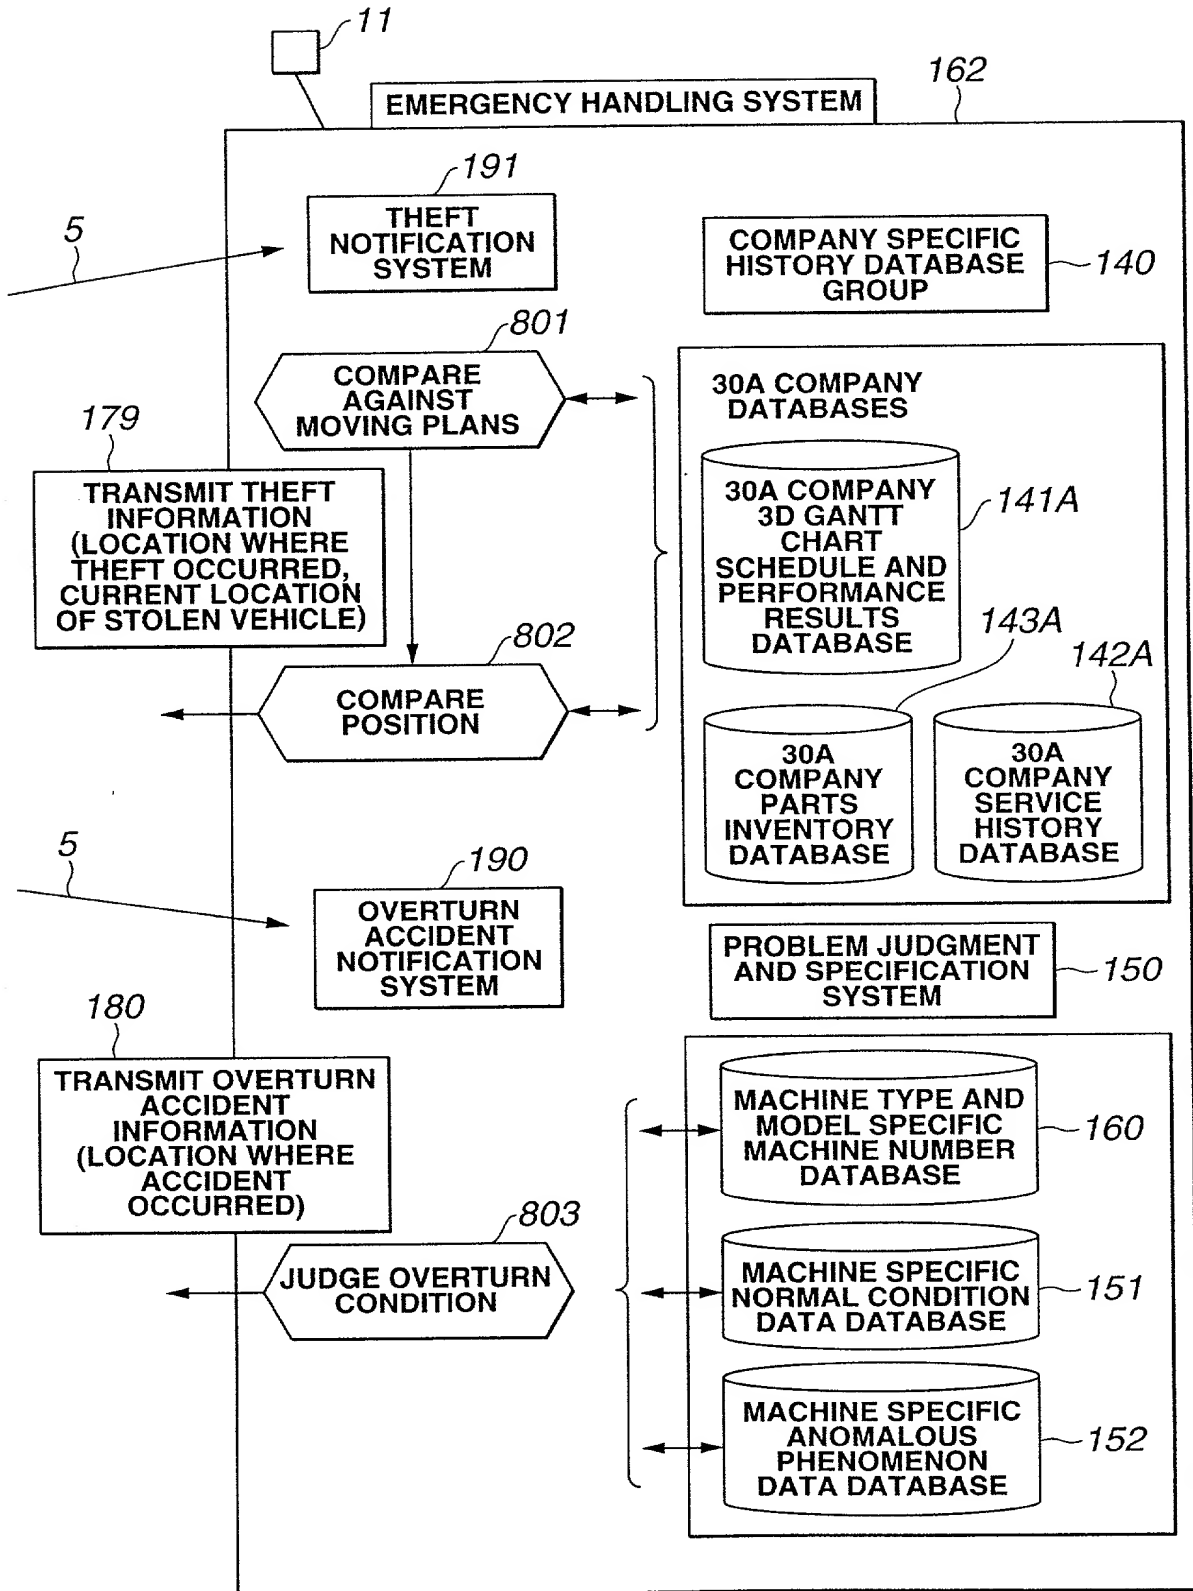 11
EMERGENCY HANDLING SYSTEM
162
191
THEFT
NOTIFICATION
SYSTEM
5
COMPANY SPECIFIC
HISTORY DATABASE
GROUP
140
801
COMPARE
AGAINST
MOVING PLANS
30A COMPANY
DATABASES
179
TRANSMIT THEFT
INFORMATION
(LOCATION WHERE
THEFT OCCURRED,
CURRENT LOCATION
OF STOLEN VEHICLE)
30A COMPANY
3D GANTT
CHART
SCHEDULE AND
PERFORMANCE
RESULTS
DATABASE
141A
802
COMPARE
POSITION
143A
142A
30A
COMPANY
PARTS
INVENTORY
DATABASE
30A
COMPANY
SERVICE
HISTORY
DATABASE
5
190
OVERTURN
ACCIDENT
NOTIFICATION
SYSTEM
PROBLEM JUDGMENT
AND SPECIFICATION
SYSTEM
150
180
TRANSMIT OVERTURN
ACCIDENT
INFORMATION
(LOCATION WHERE
ACCIDENT
OCCURRED)
MACHINE TYPE AND
MODEL SPECIFIC
MACHINE NUMBER
DATABASE
160
803
JUDGE OVERTURN
CONDITION
MACHINE SPECIFIC
NORMAL CONDITION
DATA DATABASE
151
MACHINE SPECIFIC
ANOMALOUS
PHENOMENON
DATA DATABASE
152